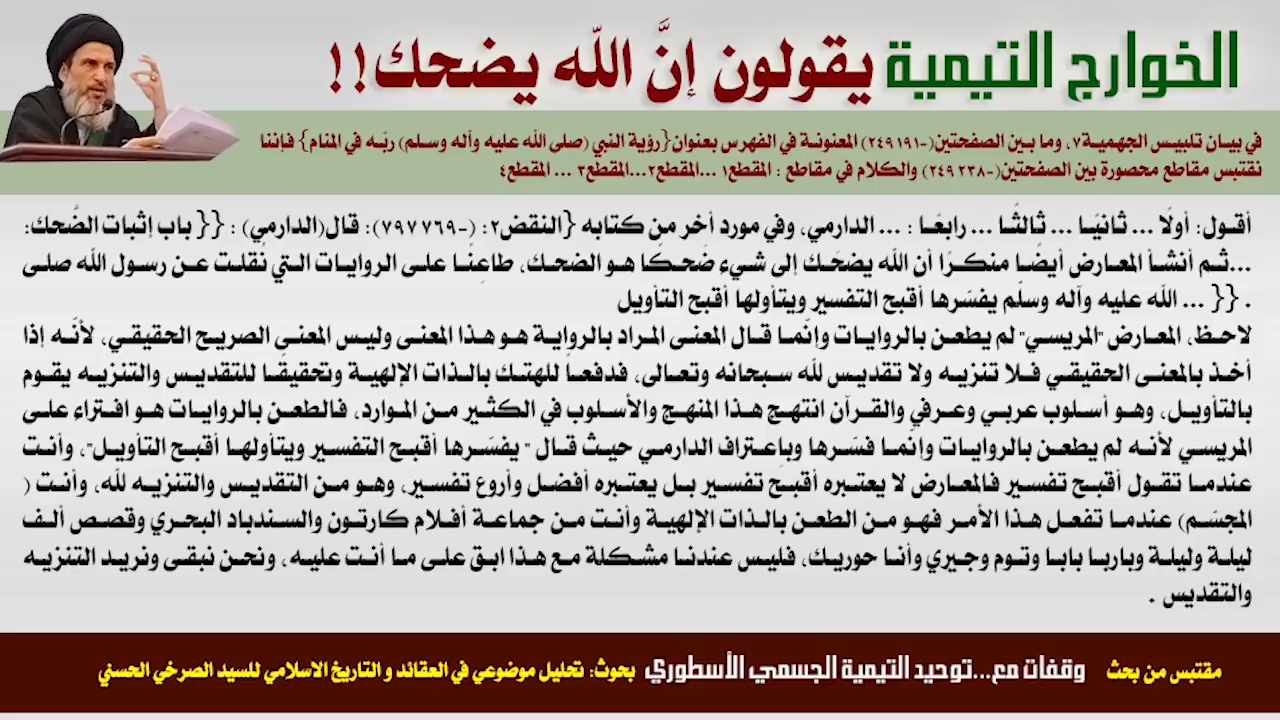 الخوارج التيمية يقولون إنَّ الله يضحك!!
في بيان تلبيس الجهمية٧، وما بين الصفحتين(-١٩١ ٢٤٩) المعنونة في الفهرس بعنوان{رؤية النبي (صلى الله عليه وآله وسلم) ربّه في المنام} فإننا
نقتبس مقاطع محصورة بين الصفحتين(-٢٣٨ ٢٤٩) والكلام في مقاطع : المقطع١ ...المقطع٢...المقطع٣ ... المقطع٤
أقول: أولًا ... ثانيًا ... ثالثًا ... رابعًا : ... الدارمي، وفي مورد أخر من كتابه {النقض٢: (-٧٦٩ ٧٩٧): قال(الدارمي) : {{ باب إثبات الضَّحك:
...ثم أنشأ المعارض أيضًا منكرًا أن الله يضحَك إلى شيء ضَحكًا هو الضحك، طاعِنًا على الروايات التي نقلت عن رسول الله صلى
. {{ ... الله عليه وآله وسلّم يفسَرها أقبح التفسير ويتأولها أقبح التأويل
لاحظ، المعارض "المريسي" لم يطعن بالروايات وإنّما قال المعنى المراد بالرواية هو هذا المعنى وليس المعنى الصريح الحقيقي، لأنّه إذا
أخذ بالمعنى الحقيقي فلا تنزيه ولا تقديس لله سبحانه وتعالى، فدفعاً للهتك بالذات الإلهية وتحقيقًا للتقديس والتنزيه يقوم
بالتأويل، وهو أسلوب عربي وعرفي والقرآن انتهج هذا المنهج والأسلوب في الكثير من الموارد، فالطعن بالروايات هو افتراء على
المريسي لأنه لم يطعن بالروايات وانما فسَرها وباعتراف الدارمي حيث قال " يفسَرها أقبح التفسير ويتأولها أقبح التأويل"، وأنت
عندما تقول أقبح تفسير فالمعارض لا يعتبره أقبح تفسير بل يعتبره أفضل وأروع تفسير، وهو من التقديس والتنزيه لله، وأنت (
المجسّم) عندما تفعل هذا الأمر فهو من الطعن بالذات الإلهية وأنت من جماعة أفلام كارتون والسندباد البحري وقصص ألف
ليلة وليلة وباربا بابا وتوم وجيري وأنا حوريك، فليس عندنا مشكلة مع هذا ابق على ما أنت عليه، ونحن نبقى ونريد التنزيه
والتقديس .
مقتبس من بحث وقفات مع...توحيد التيمية الجسمي الأسطوري بحوث: تحليل موضوعي في العقائد و التاريخ الاسلامي للسيد الصرخي الحسني